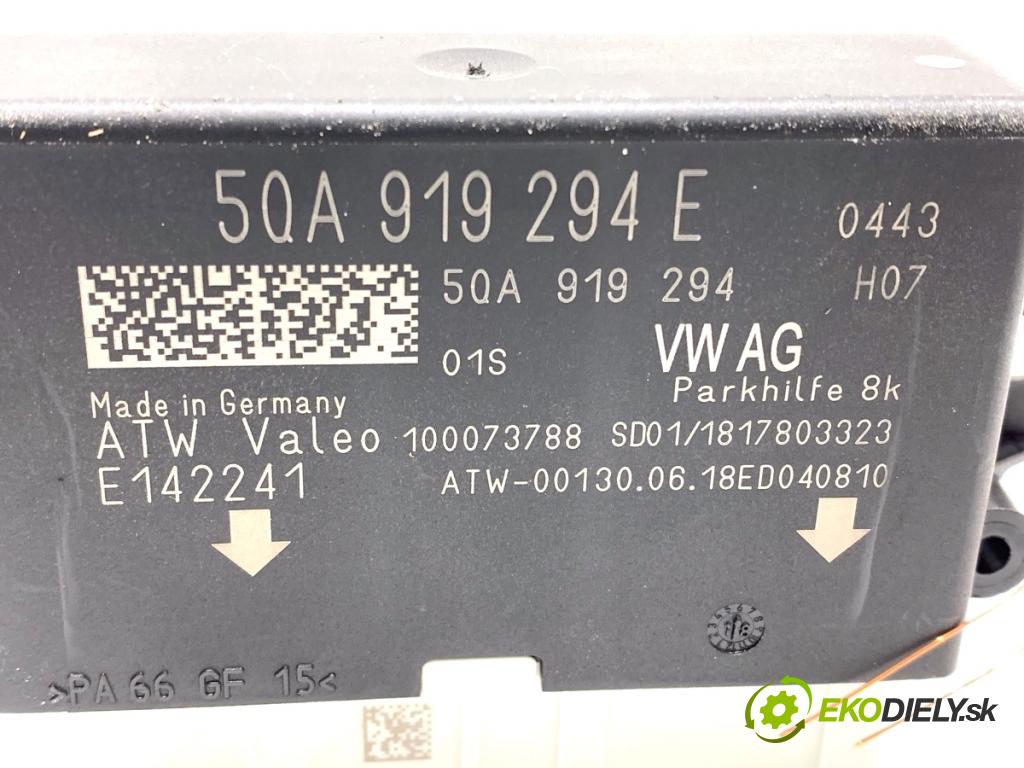 5QA 919 294 E 0443
5QA 919 294 H07
01S VW AG
Parkhilfe 8k
Made in Germany
ATW Valeo 100073788 SD01/1817803323
E142241 ATW-00130.06.18ED040810
>PA 66 GF 15<
EKODIELY.sk